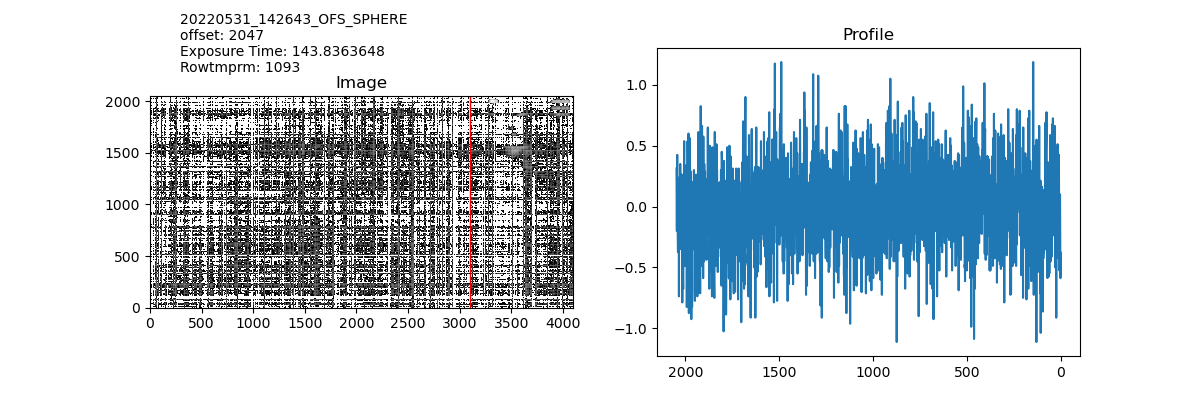 20220531_142643_OFS_SPHERE
offset: 2047
Exposure Time: 143.8363648
Rowtmprm: 1093
Image
2000
1500
1000
500
0
0 500 1000 1500 2000 2500 3000 3500 4000
Profile
1.0
0.5
0.0
−0.5
−1.0
2000 1500 1000 500 0